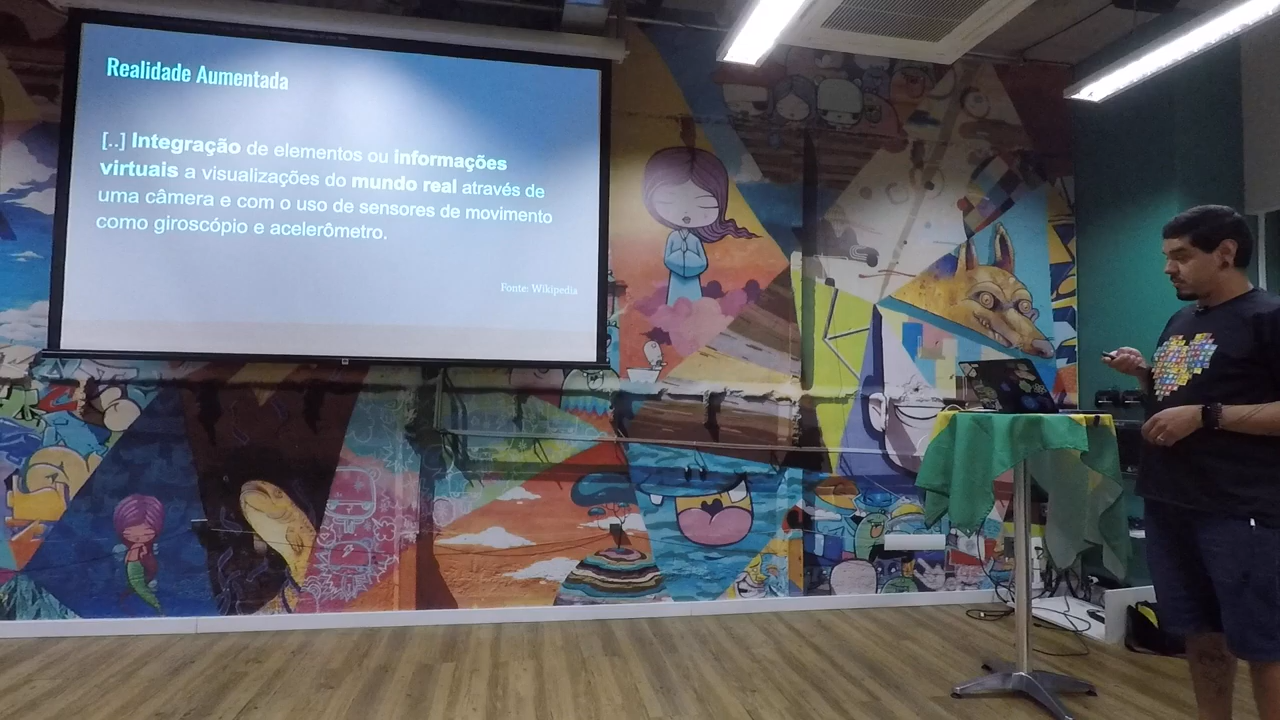 Realidade Aumentada
[..] Integração de elementos ou informações
virtuais a visualizações do mundo real através de
uma câmera e com o uso de sensores de movimento
como giroscópio e acelerômetro.
Fonte: Wikipedia